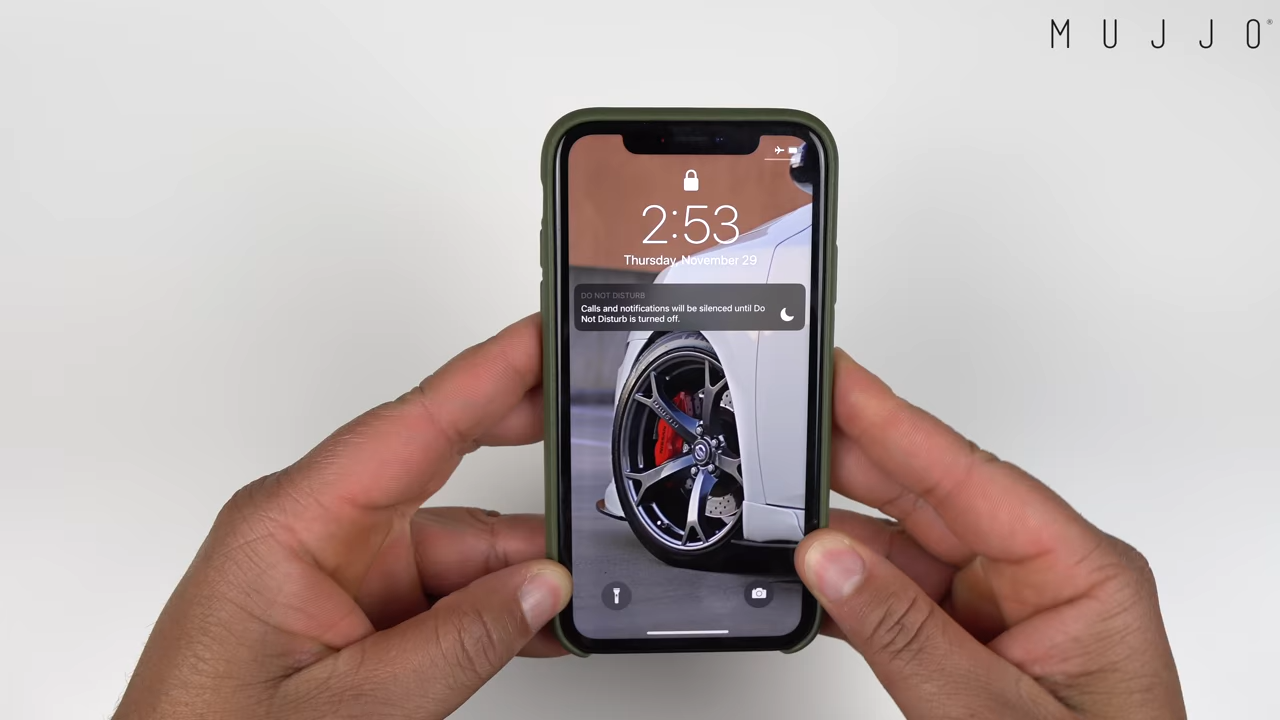 MUJJO®
2:53
Thursday, November 29
DO NOT DISTURB
Calls and notifications will be silenced until Do
Not Disturb is turned off.